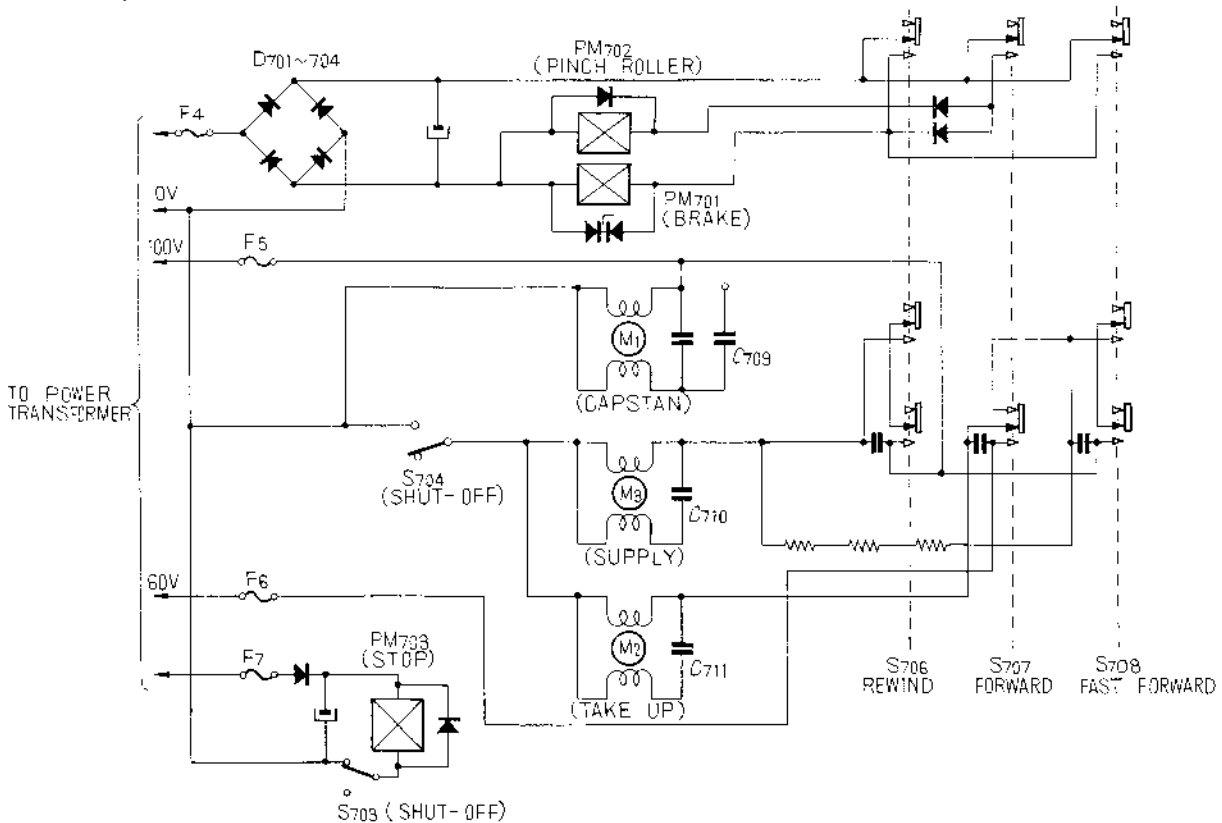 D701~704
F4
0V
PM702
(PINCH ROLLER)
PM701
(BRAKE)
100V
F5
M1
C709
(CAPSTAN)
TO POWER
TRANSFORMER
S704
(SHUT-OFF)
M3
C710
(SUPPLY)
60V
F6
M2
C711
(TAKE UP)
S706
REWIND
S707
FORWARD
S708
FAST FORWARD
F7
PM703
(STOP)
S703 (SHUT-OFF)